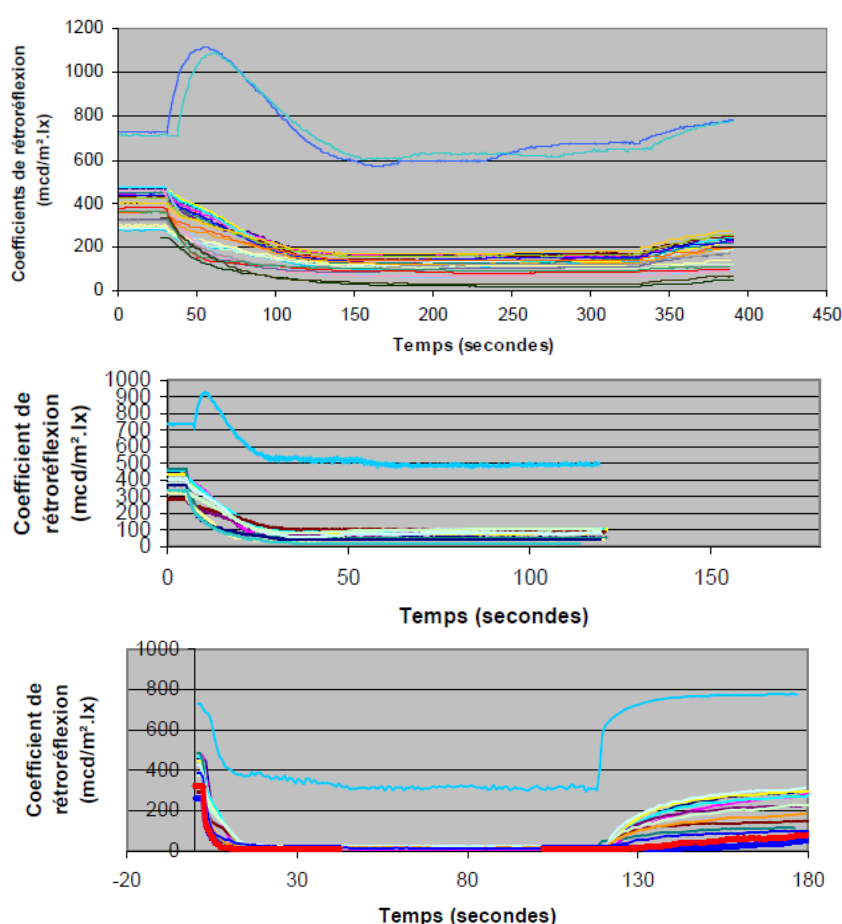 Coefficients de rétroréflexion
(mcd/m².lx)
1200
1000
800
600
400
200
0
0 50 100 150 200 250 300 350 400 450
Temps (secondes)
Coefficient de
rétroréflexion
(mcd/m².lx)
1000
900
800
700
600
500
400
300
200
100
0
0 50 100 150
Temps (secondes)
Coefficient de
rétroréflexion
(mcd/m².lx)
1000
800
600
400
200
0
-20 30 80 130 180
Temps (secondes)